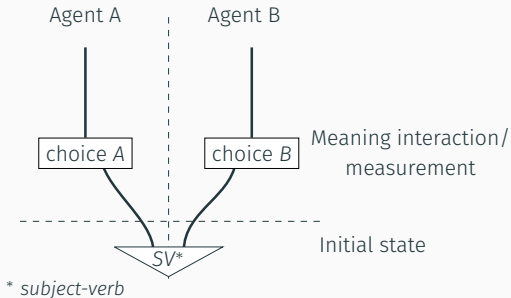 Agent A
Agent B
choice A
choice B
Meaning interaction/
measurement
Initial state
SV*
* subject-verb